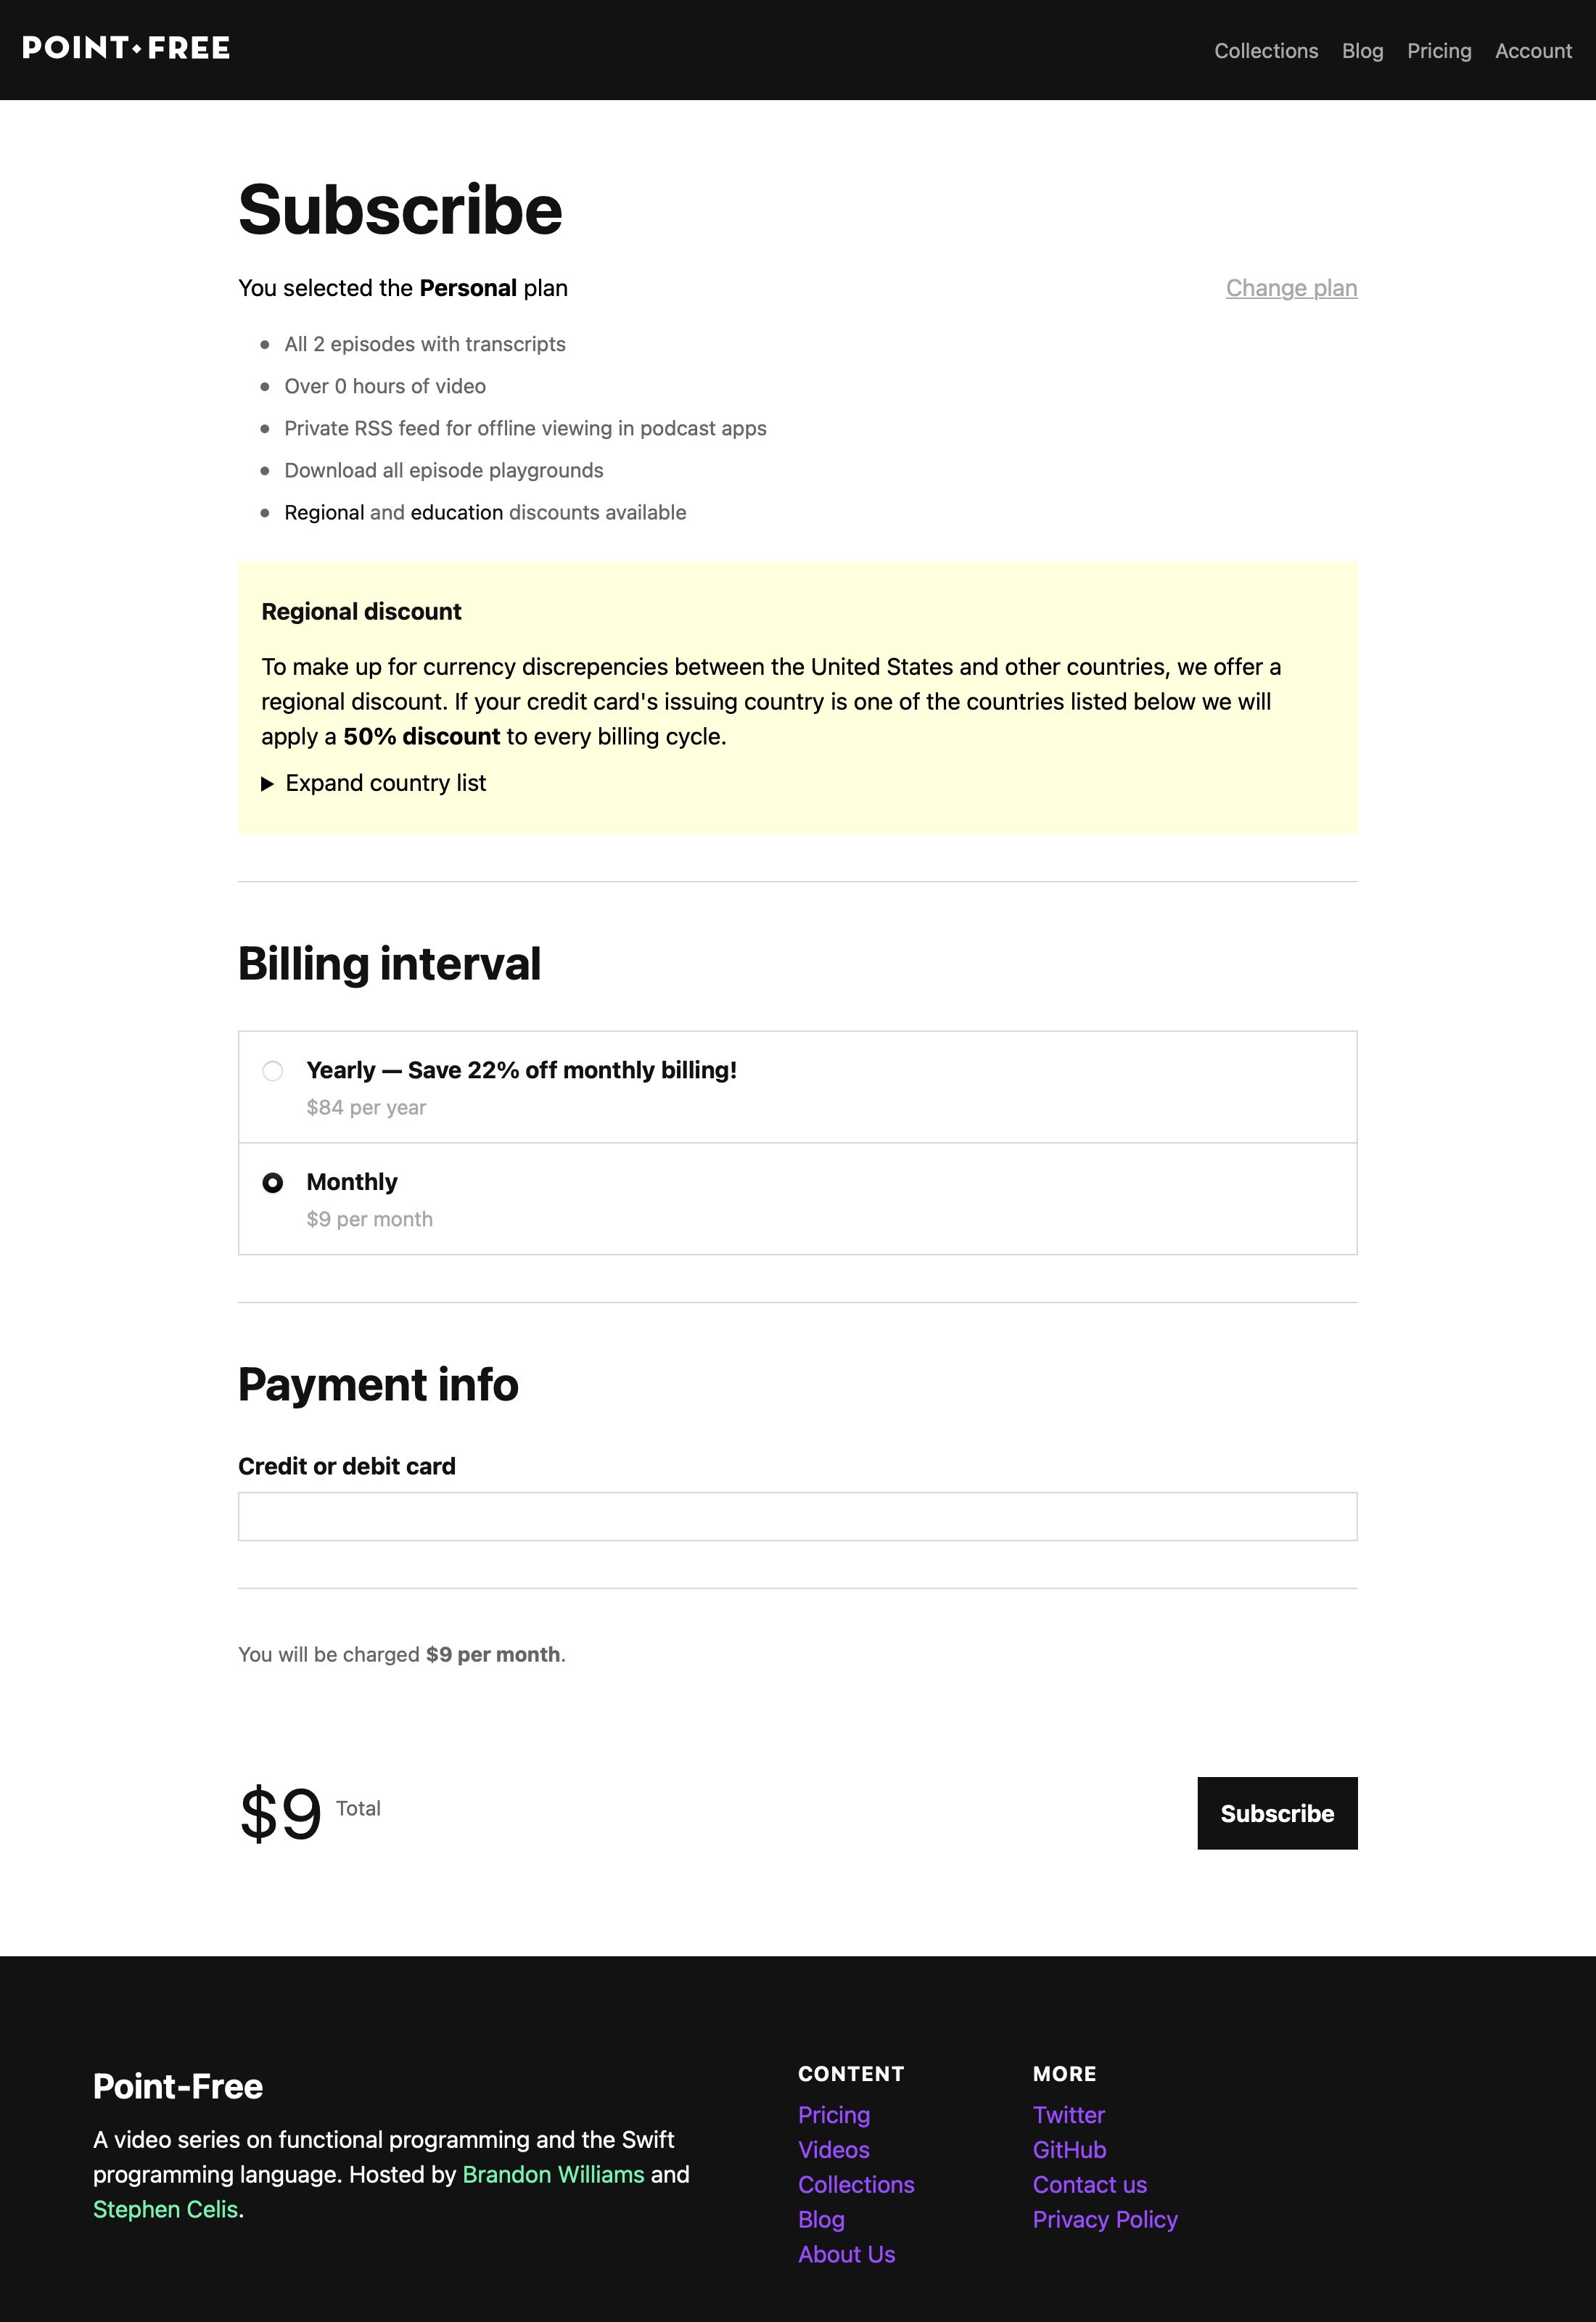 POINT◆FREE
Collections Blog Pricing Account
Subscribe
You selected the Personal plan
Change plan
All 2 episodes with transcripts
Over 0 hours of video
Private RSS feed for offline viewing in podcast apps
Download all episode playgrounds
Regional and education discounts available
Regional discount
To make up for currency discrepencies between the United States and other countries, we offer a
regional discount. If your credit card's issuing country is one of the countries listed below we will
apply a 50% discount to every billing cycle.
▶ Expand country list
Billing interval
Yearly — Save 22% off monthly billing!
$84 per year
Monthly
$9 per month
Payment info
Credit or debit card
You will be charged $9 per month.
$9 Total
Subscribe
Point-Free
A video series on functional programming and the Swift
programming language. Hosted by Brandon Williams and
Stephen Celis.
CONTENT
Pricing
Videos
Collections
Blog
About Us
MORE
Twitter
GitHub
Contact us
Privacy Policy